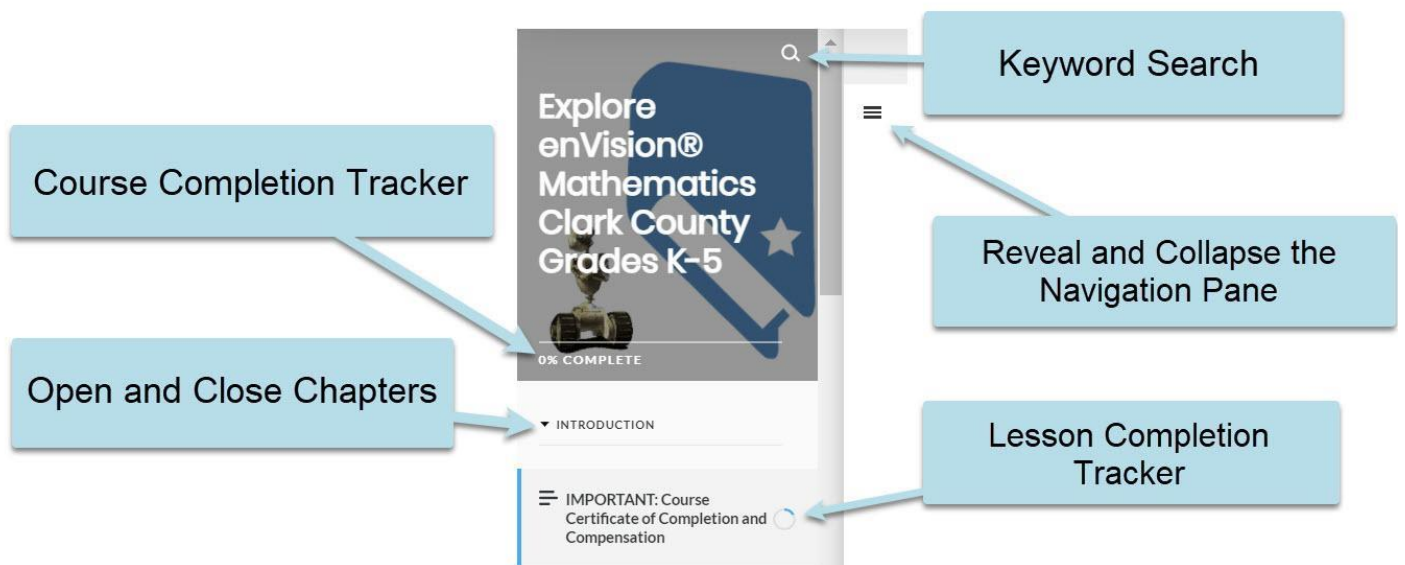 Keyword Search
Explore
enVision®
Mathematics
Clark County
Grades K-5
Course Completion Tracker
Reveal and Collapse the
Navigation Pane
0% COMPLETE
Open and Close Chapters
INTRODUCTION
Lesson Completion
Tracker
IMPORTANT: Course
Certificate of Completion and
Compensation